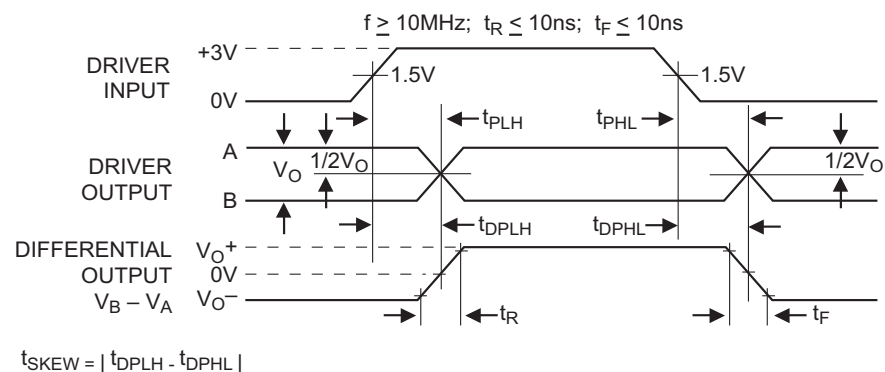 f ≥ 10MHz; tR ≤ 10ns; tF ≤ 10ns
+3V
DRIVER
INPUT
1.5V
1.5V
0V
tPLH
tPHL
A
DRIVER
OUTPUT
VO
1/2VO
1/2VO
B
tDPLH
tDPHL
DIFFERENTIAL
OUTPUT
VB – VA
VO+
0V
VO–
tR
tF
tSKEW = | tDPLH - tDPHL |